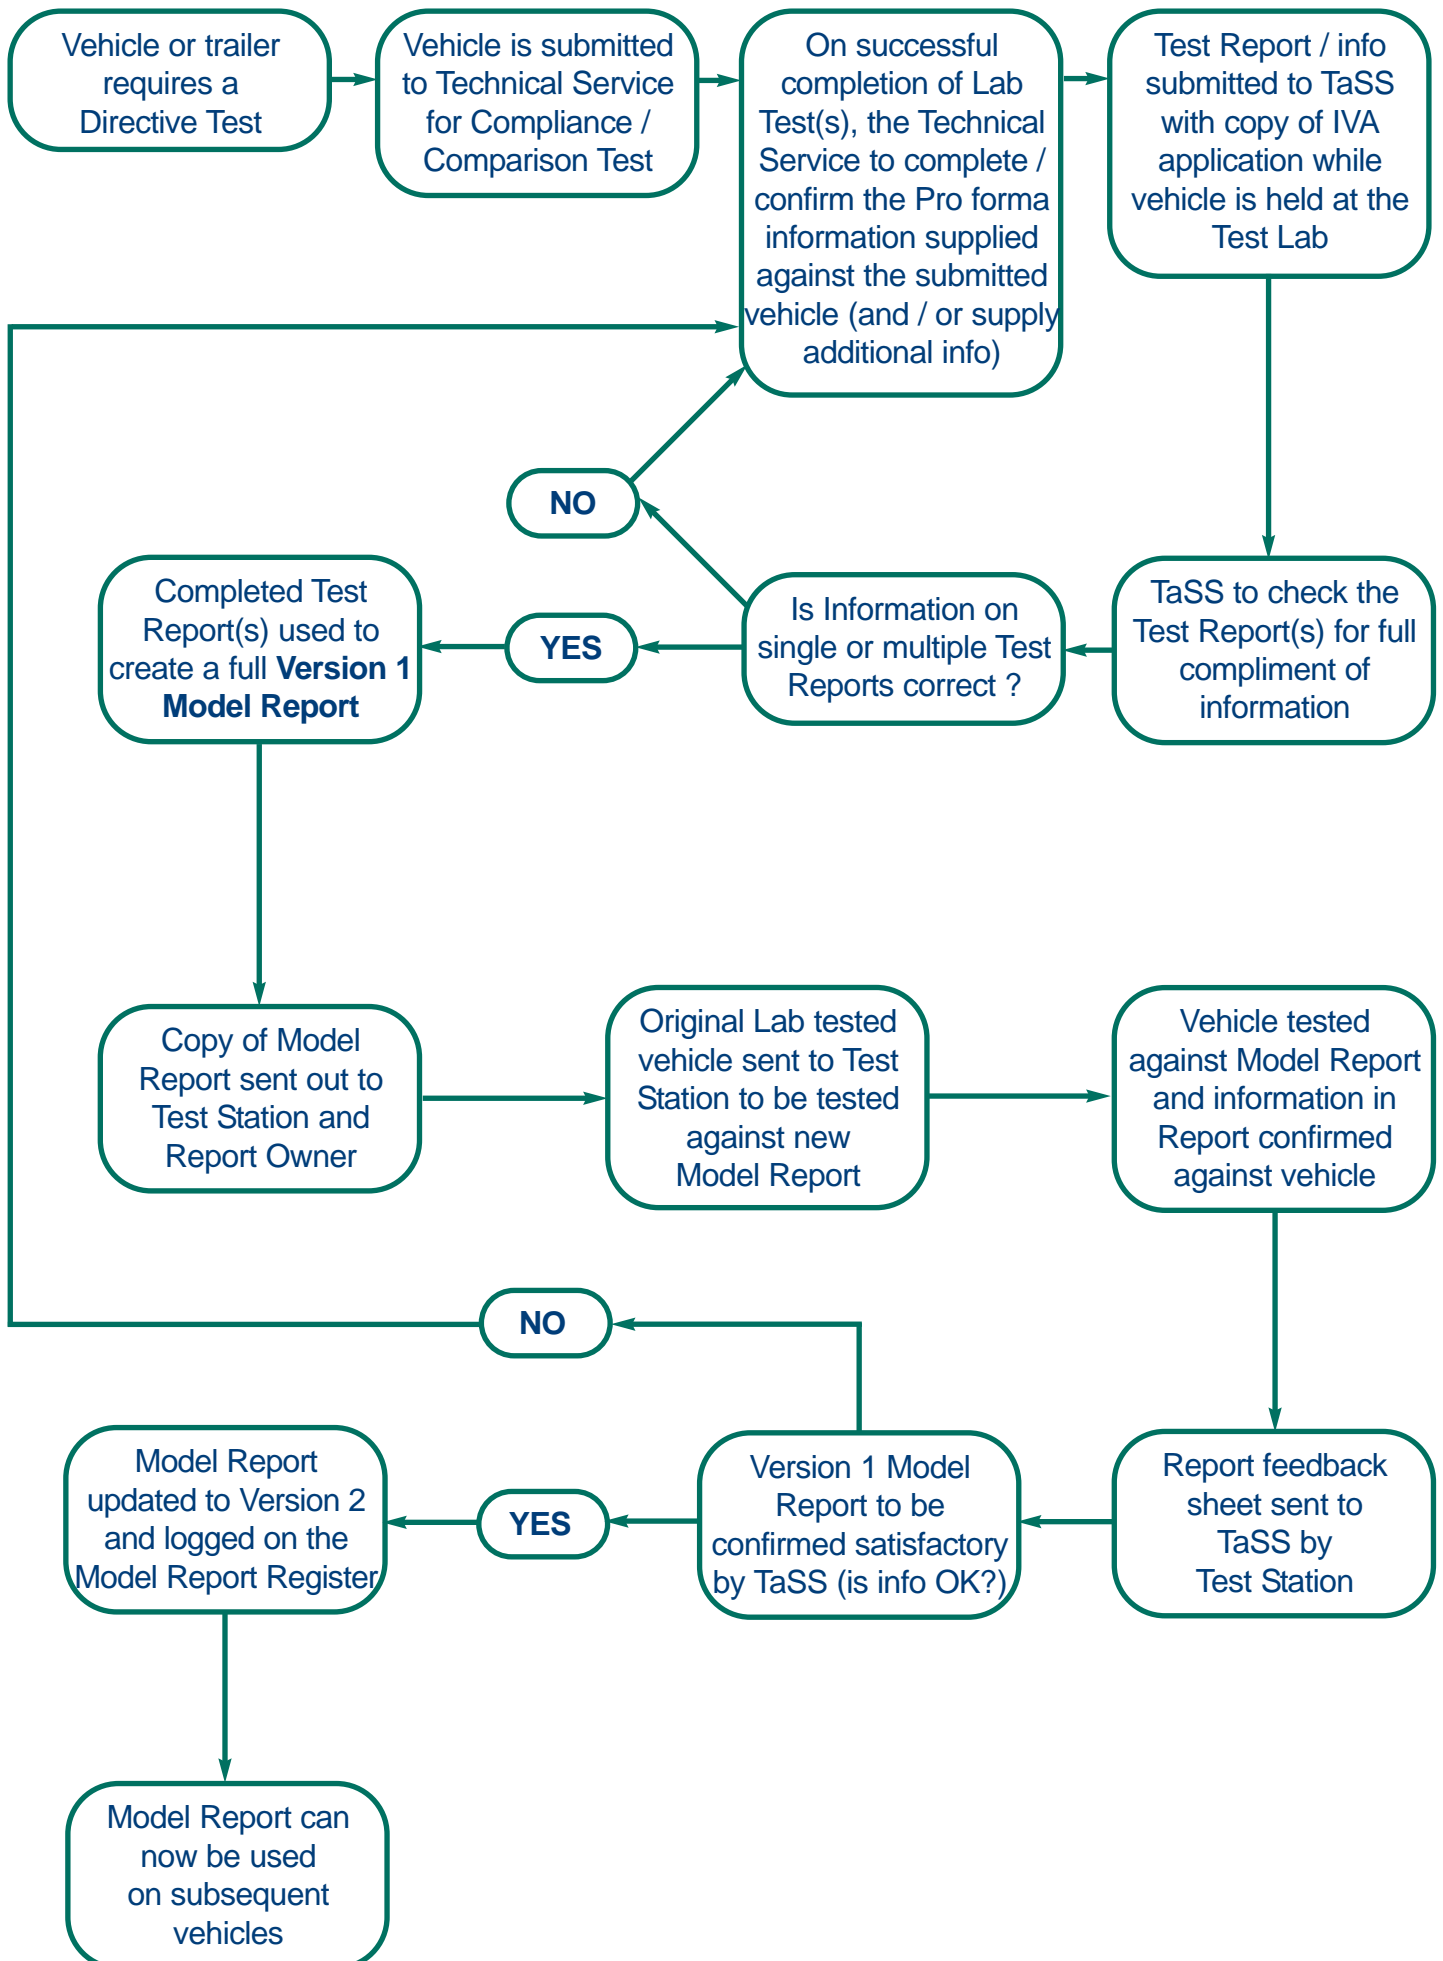 Vehicle or trailer
requires a
Directive Test
Vehicle is submitted
to Technical Service
for Compliance /
Comparison Test
On successful
completion of Lab
Test(s), the Technical
Service to complete /
confirm the Pro forma
information supplied
against the submitted
vehicle (and / or supply
additional info)
Test Report / info
submitted to TaSS
with copy of IVA
application while
vehicle is held at the
Test Lab
NO
Completed Test
Report(s) used to
create a full Version 1
Model Report
YES
Is Information on
single or multiple Test
Reports correct ?
TaSS to check the
Test Report(s) for full
compliment of
information
Copy of Model
Report sent out to
Test Station and
Report Owner
Original Lab tested
vehicle sent to Test
Station to be tested
against new
Model Report
Vehicle tested
against Model Report
and information in
Report confirmed
against vehicle
NO
Model Report
updated to Version 2
and logged on the
Model Report Register
YES
Version 1 Model
Report to be
confirmed satisfactory
by TaSS (is info OK?)
Report feedback
sheet sent to
TaSS by
Test Station
Model Report can
now be used
on subsequent
vehicles